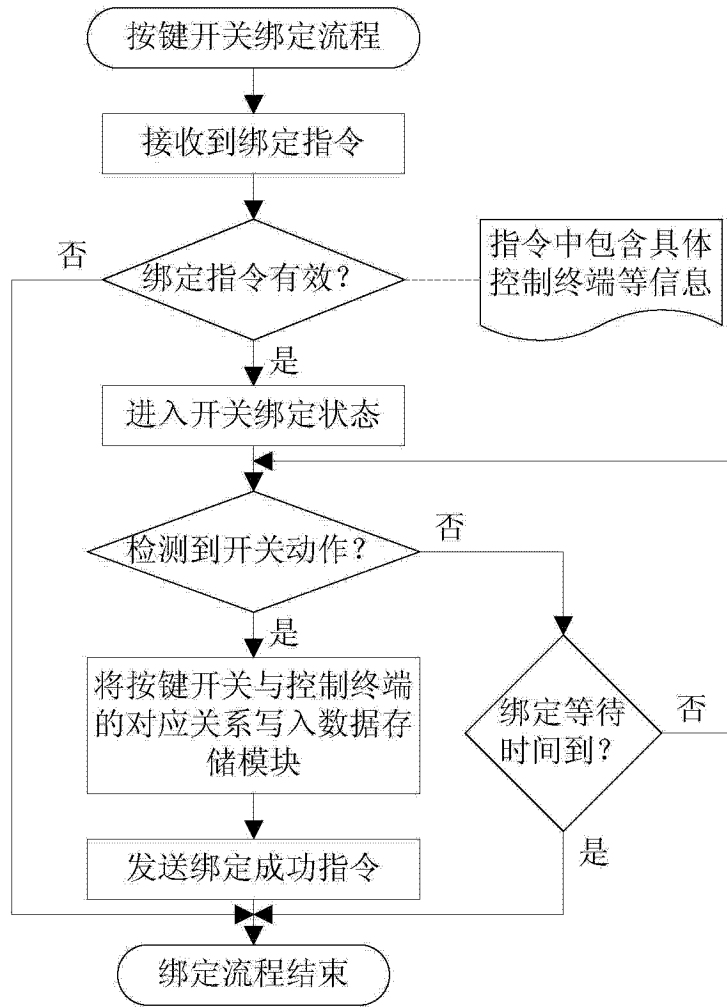 按键开关绑定流程
接收到绑定指令
否
绑定指令有效？
指令中包含具体
控制终端等信息
是
进入开关绑定状态
检测到开关动作？
否
是
将按键开关与控制终端
的对应关系写入数据存
储模块
绑定等待
时间到？
否
发送绑定成功指令
是
绑定流程结束